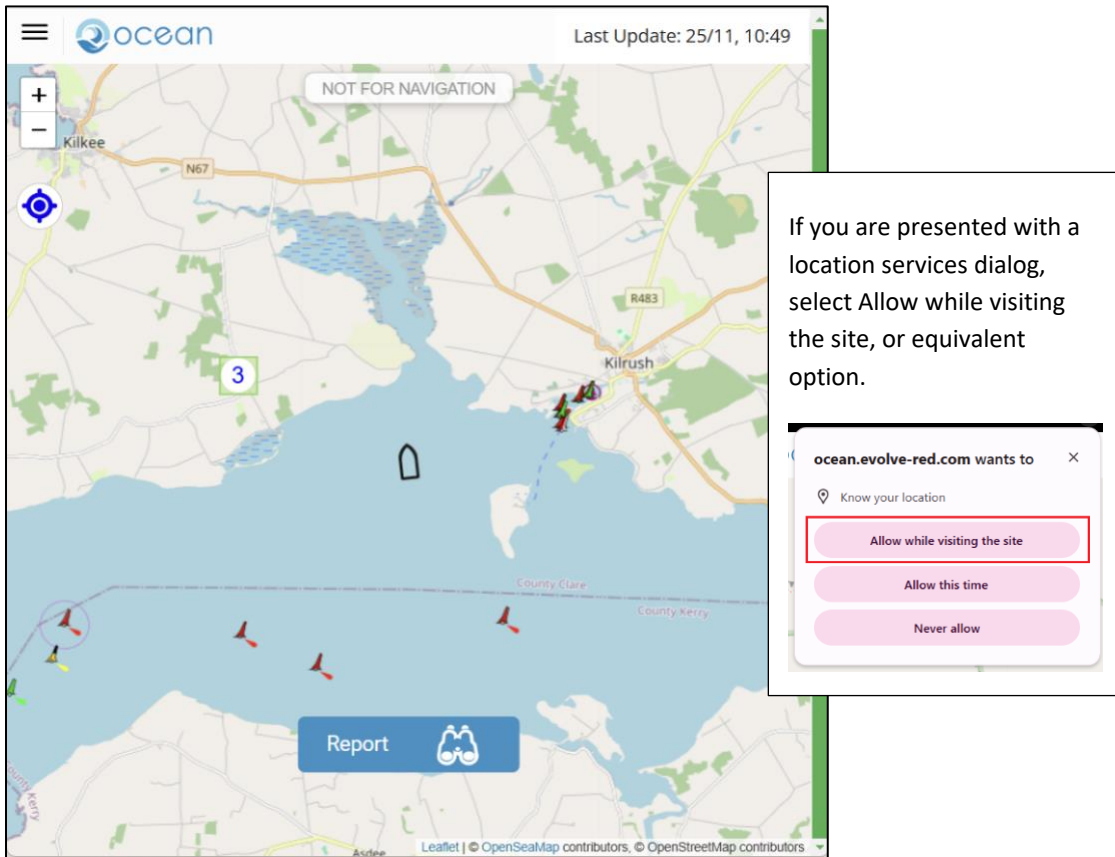 ocean
Last Update: 25/11, 10:49
NOT FOR NAVIGATION
+
−
Kilkee
N67
R483
3
Kilrush
County Clare
County Kerry
Report
County Kerry
Asdee
Leaflet | © OpenSeaMap contributors, © OpenStreetMap contributors
If you are presented with a
location services dialog,
select Allow while visiting
the site, or equivalent
option.
ocean.evolve-red.com wants to ×
Know your location
Allow while visiting the site
Allow this time
Never allow